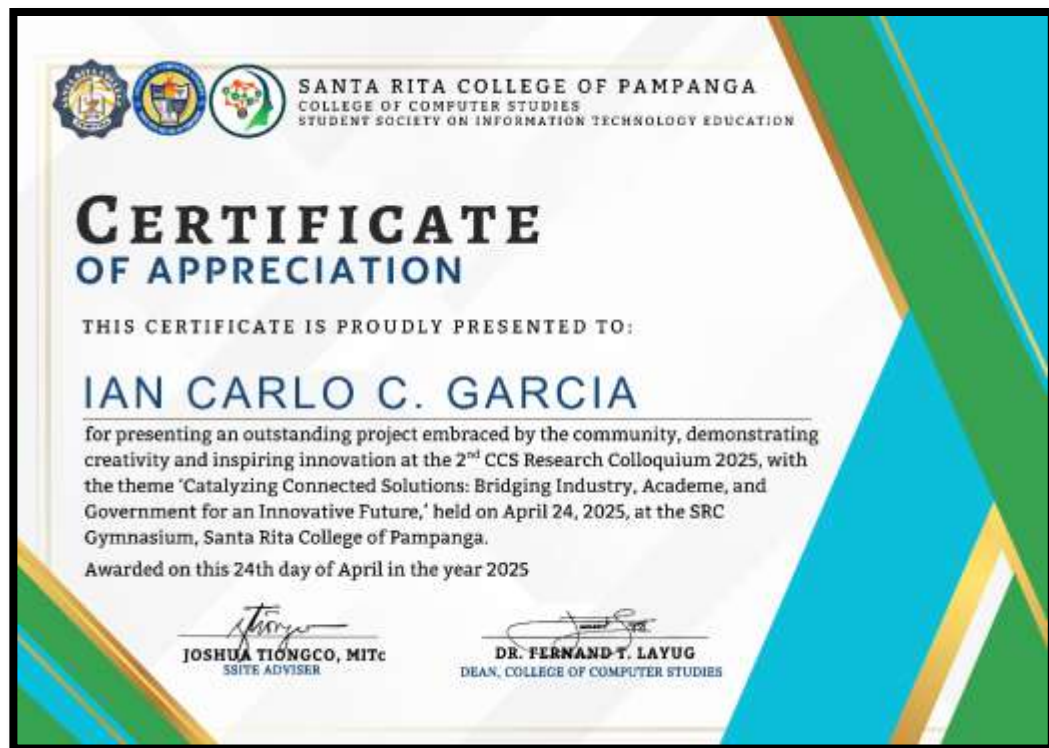 SANTA RITA COLLEGE OF PAMPANGA
COLLEGE OF COMPUTER STUDIES
STUDENT SOCIETY ON INFORMATION TECHNOLOGY EDUCATION
CERTIFICATE
OF APPRECIATION
THIS CERTIFICATE IS PROUDLY PRESENTED TO:
IAN CARLO C. GARCIA
for presenting an outstanding project embraced by the community, demonstrating
creativity and inspiring innovation at the 2nd CCS Research Colloquium 2025, with
the theme 'Catalyzing Connected Solutions: Bridging Industry, Academe, and
Government for an Innovative Future,' held on April 24, 2025, at the SRC
Gymnasium, Santa Rita College of Pampanga.
Awarded on this 24th day of April in the year 2025
JOSHUA TIONGCO, MITc
SSITE ADVISER
DR. FERNAND T. LAYUG
DEAN, COLLEGE OF COMPUTER STUDIES